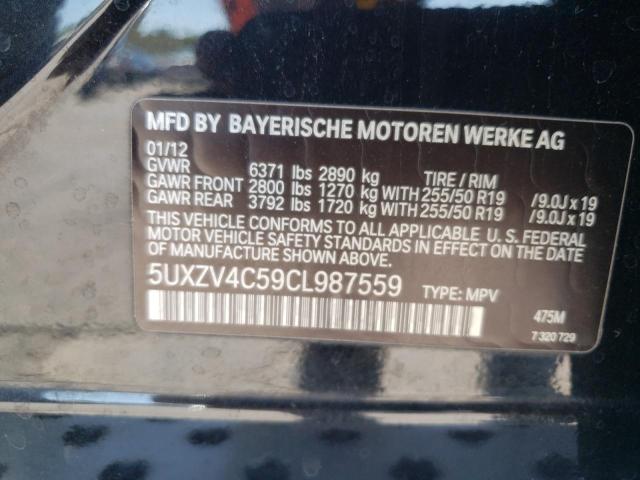 MFD BY BAYERISCHE MOTOREN WERKE AG
01/12
GVWR 6371 lbs 2890 kg TIRE / RIM
GAWR FRONT 2800 lbs 1270 kg WITH 255/50 R19 /9.0J x 19
GAWR REAR 3792 lbs 1720 kg WITH 255/50 R19 /9.0J x 19
THIS VEHICLE CONFORMS TO ALL APPLICABLE U. S. FEDERAL
MOTOR VEHICLE SAFETY STANDARDS IN EFFECT ON THE DATE
OF MANUFACTURE SHOWN ABOVE.
5UXZV4C59CL987559 TYPE: MPV 475M
7 320 729